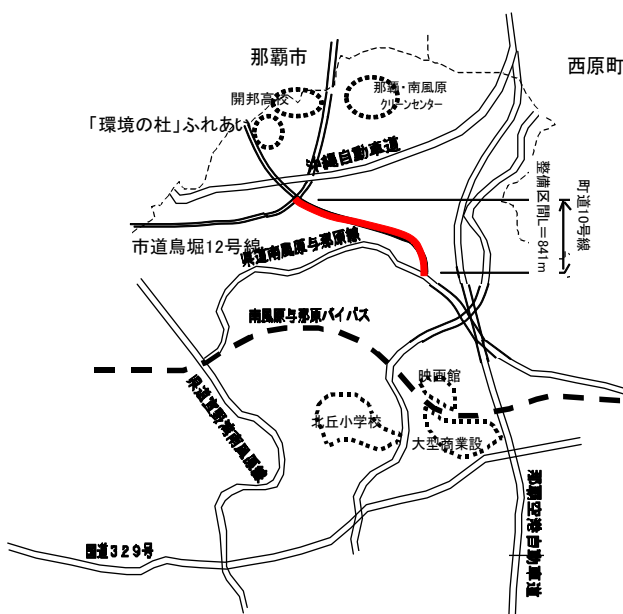 那覇市
西原町
開邦高校
那覇・南風原
クリーンセンター
「環境の杜」ふれあい
沖縄自動車道
町道10号線
整備区間L=841m
市道鳥堀12号線
県道南風原与那原線
南風原与那原バイパス
映画館
県道宜野湾南風原線
北丘小学校
大型商業設
那覇空港自動車道
国道329号